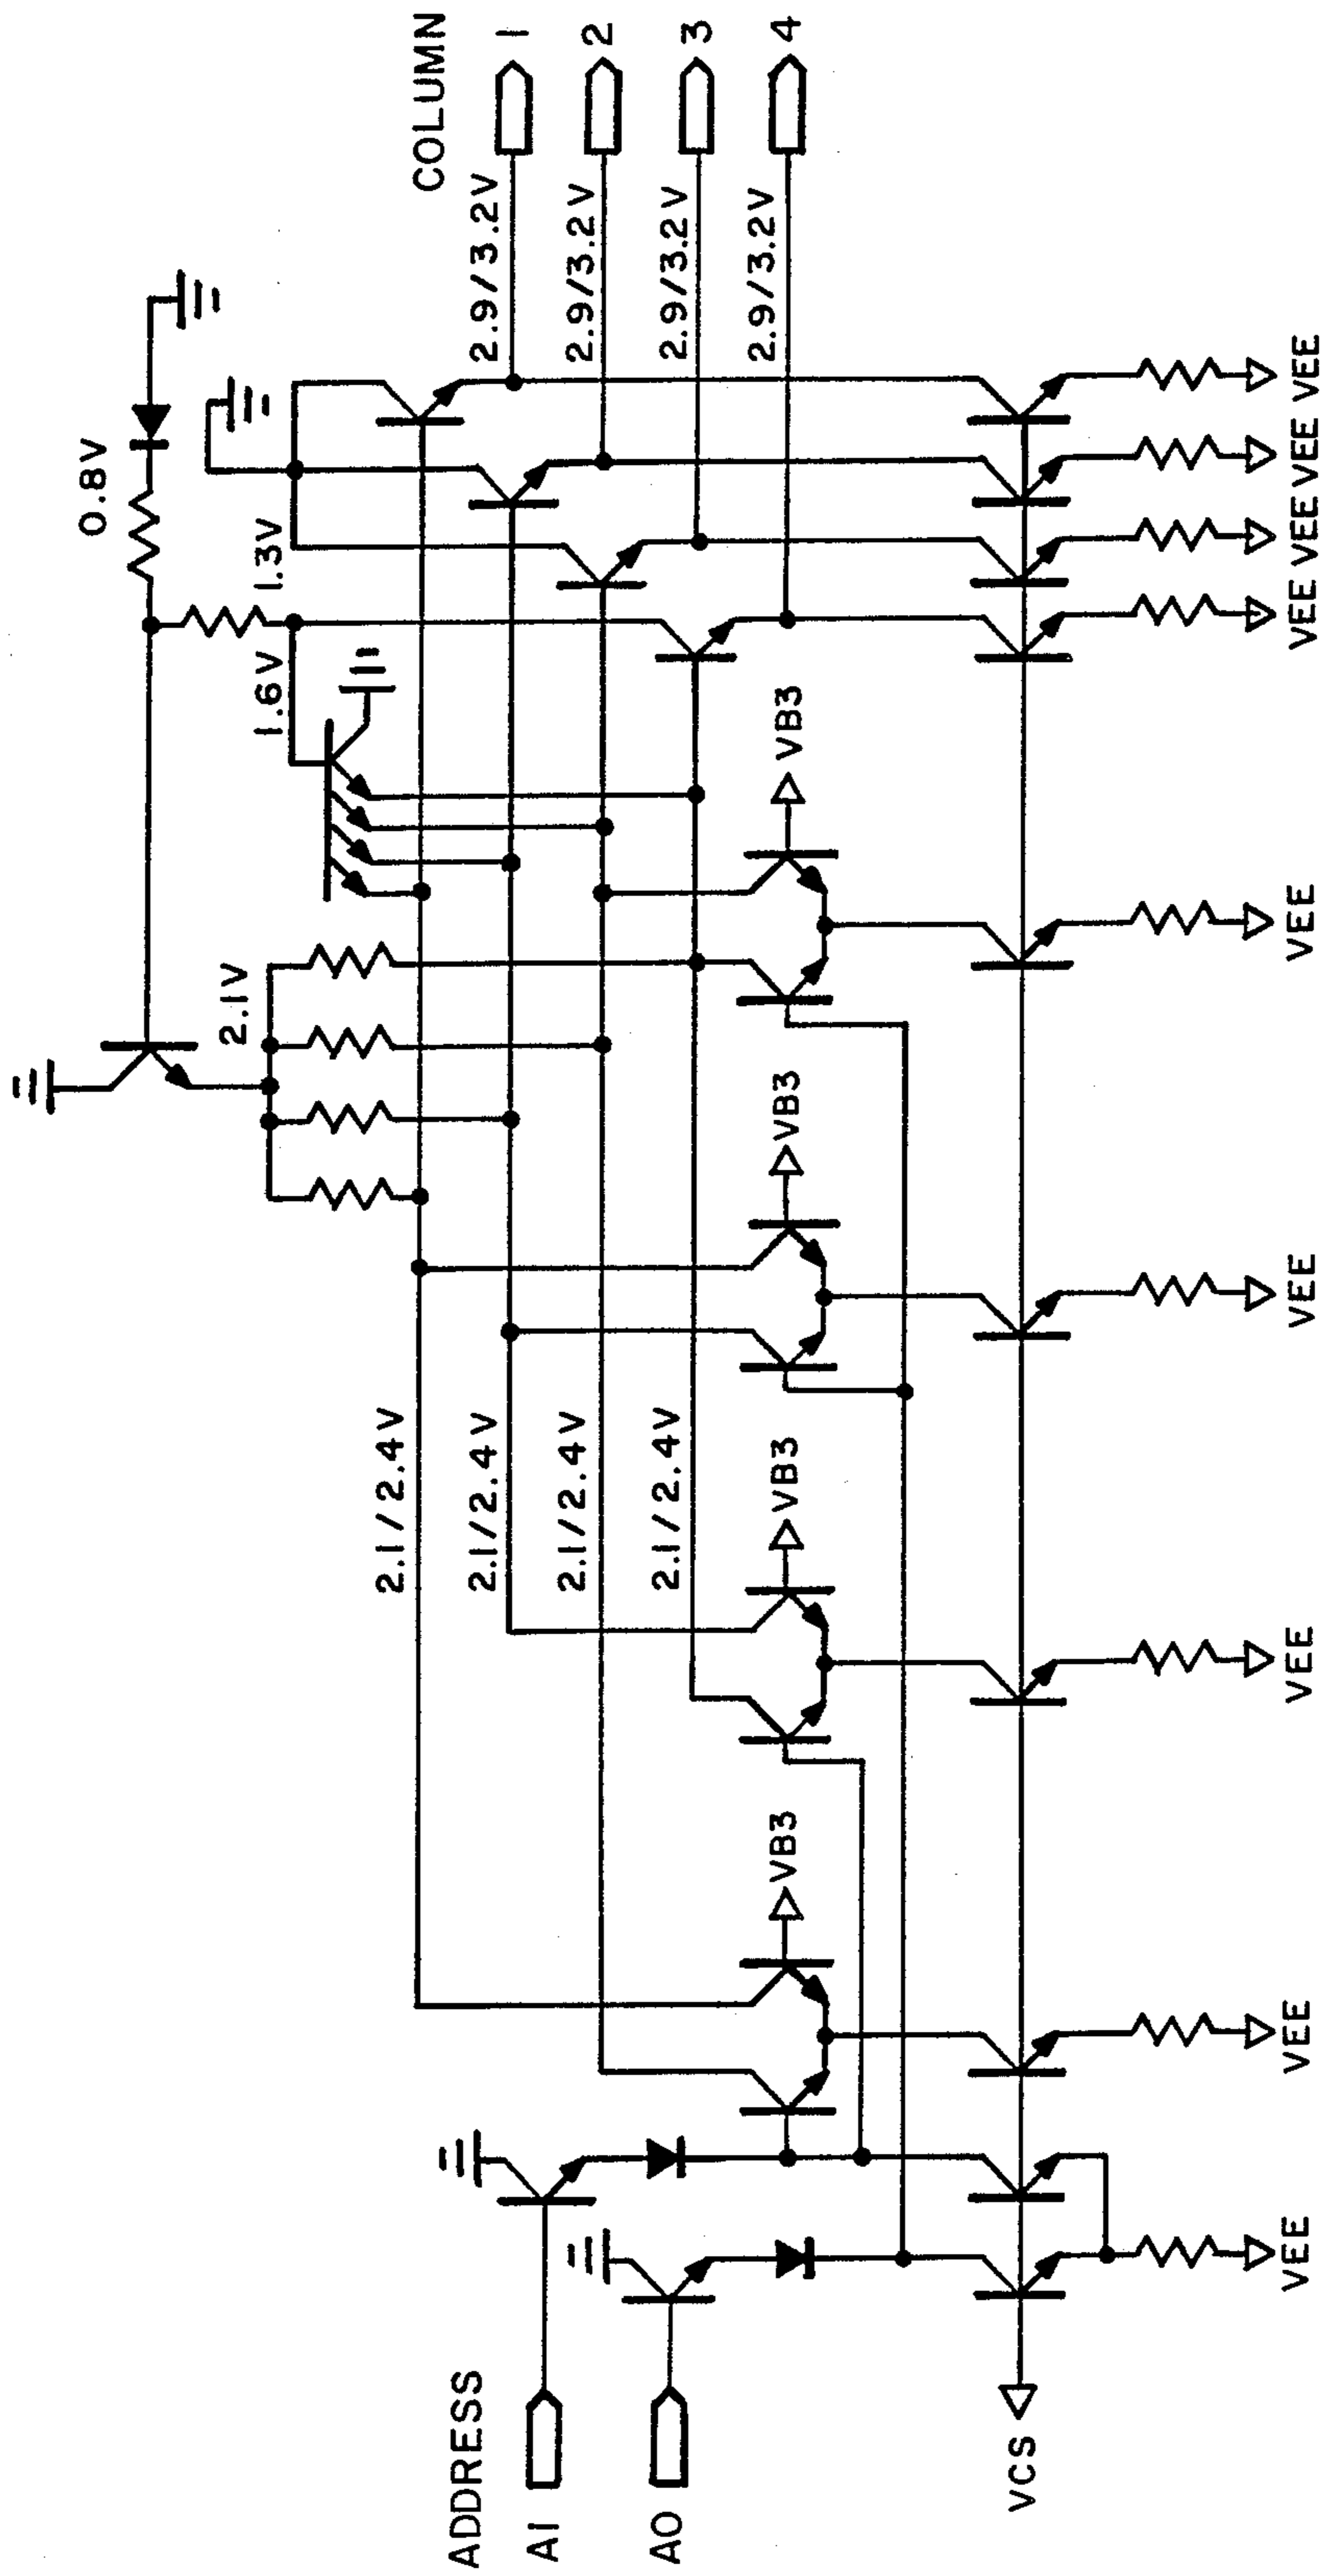 0.8V
1.3V
1.6V
2.1V
COLUMN
1
2
3
4
2.9/3.2V
2.9/3.2V
2.9/3.2V
2.9/3.2V
2.1/2.4V
2.1/2.4V
2.1/2.4V
2.1/2.4V
VB3
VB3
VB3
VB3
ADDRESS
A1
A0
VCS
VEE
VEE
VEE
VEE
VEE
VEE
VEE
VEE
VEE